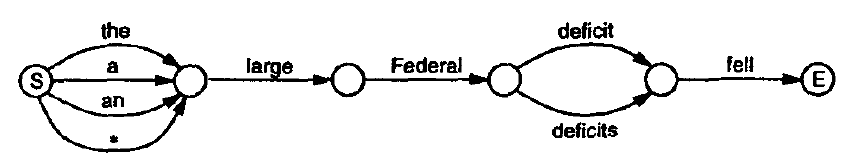 the
deficit
S
a
large
Federal
fell
E
an
deficits
*